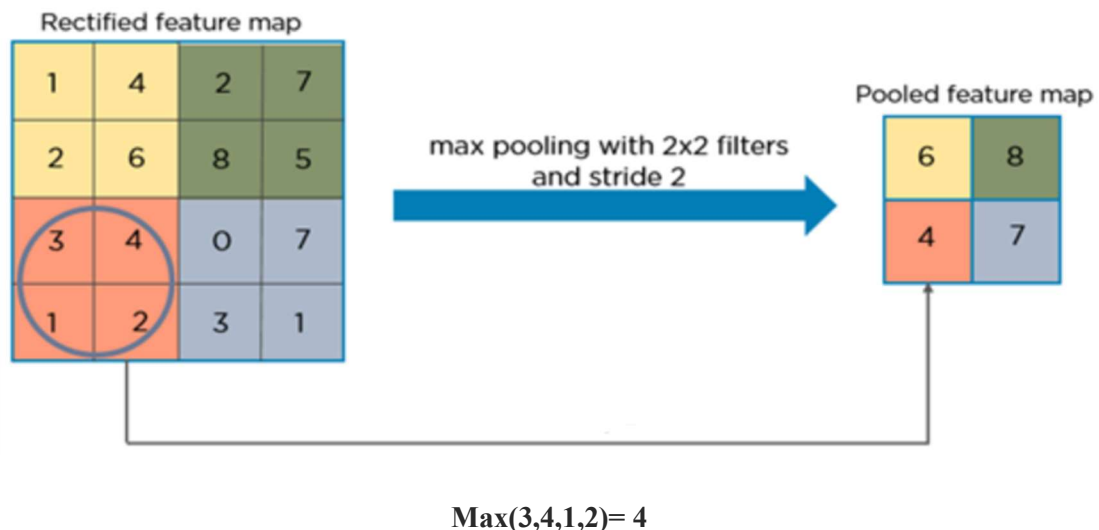 Rectified feature map
1 4 2 7
2 6 8 5
3 4 0 7
1 2 3 1
max pooling with 2x2 filters
and stride 2
Pooled feature map
6 8
4 7
Max(3,4,1,2)= 4